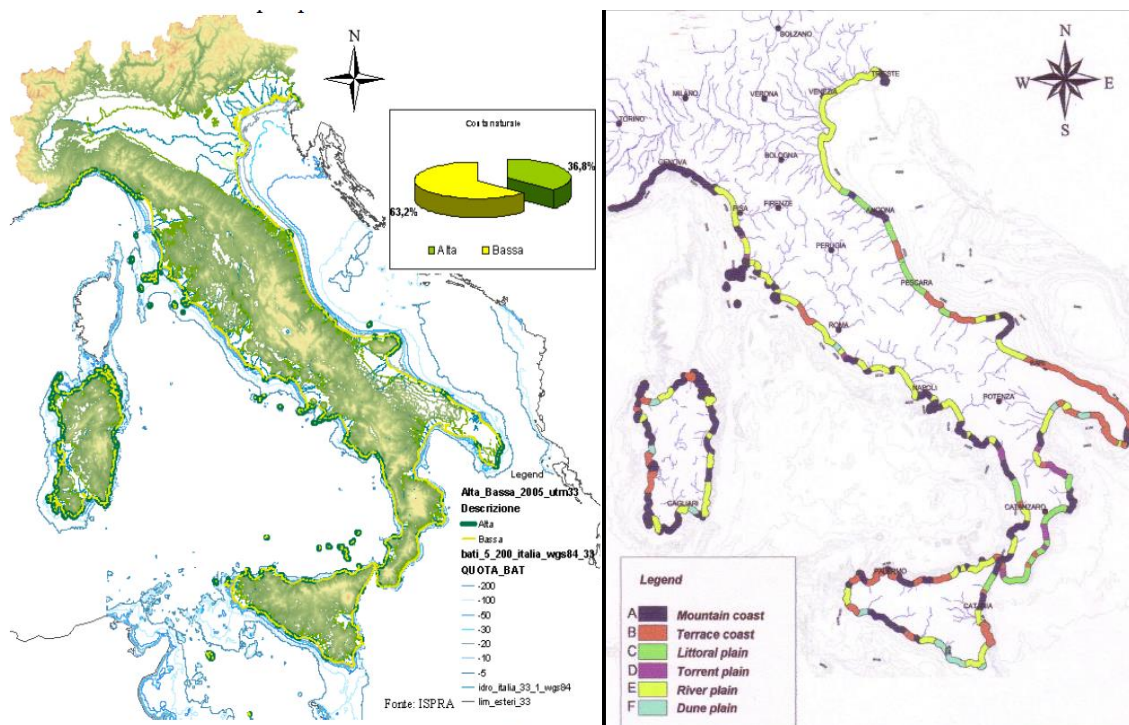 N
Costa naturale
36,8%
63,2%
Alta
Bassa
Legend
Alta_Bassa_2005_utm33
Descrizione
Alta
Bassa
bati_5_200_italia_wgs84_33
QUOTA_BAT
-200
-100
-50
-30
-20
-10
-5
idro_italia_33_1_wgs84
lim_esteri_33
Fonte: ISPRA
N
W
E
S
BOLZANO
TRIESTE
MILANO
VERONA
VENEZIA
TORINO
GENOVA
BOLOGNA
PISA
FIRENZE
ANCONA
PERUGIA
PESCARA
ROMA
NAPOLI
POTENZA
CAGLIARI
CATANZARO
PALERMO
CATANIA
Legend
A Mountain coast
B Terrace coast
C Littoral plain
D Torrent plain
E River plain
F Dune plain